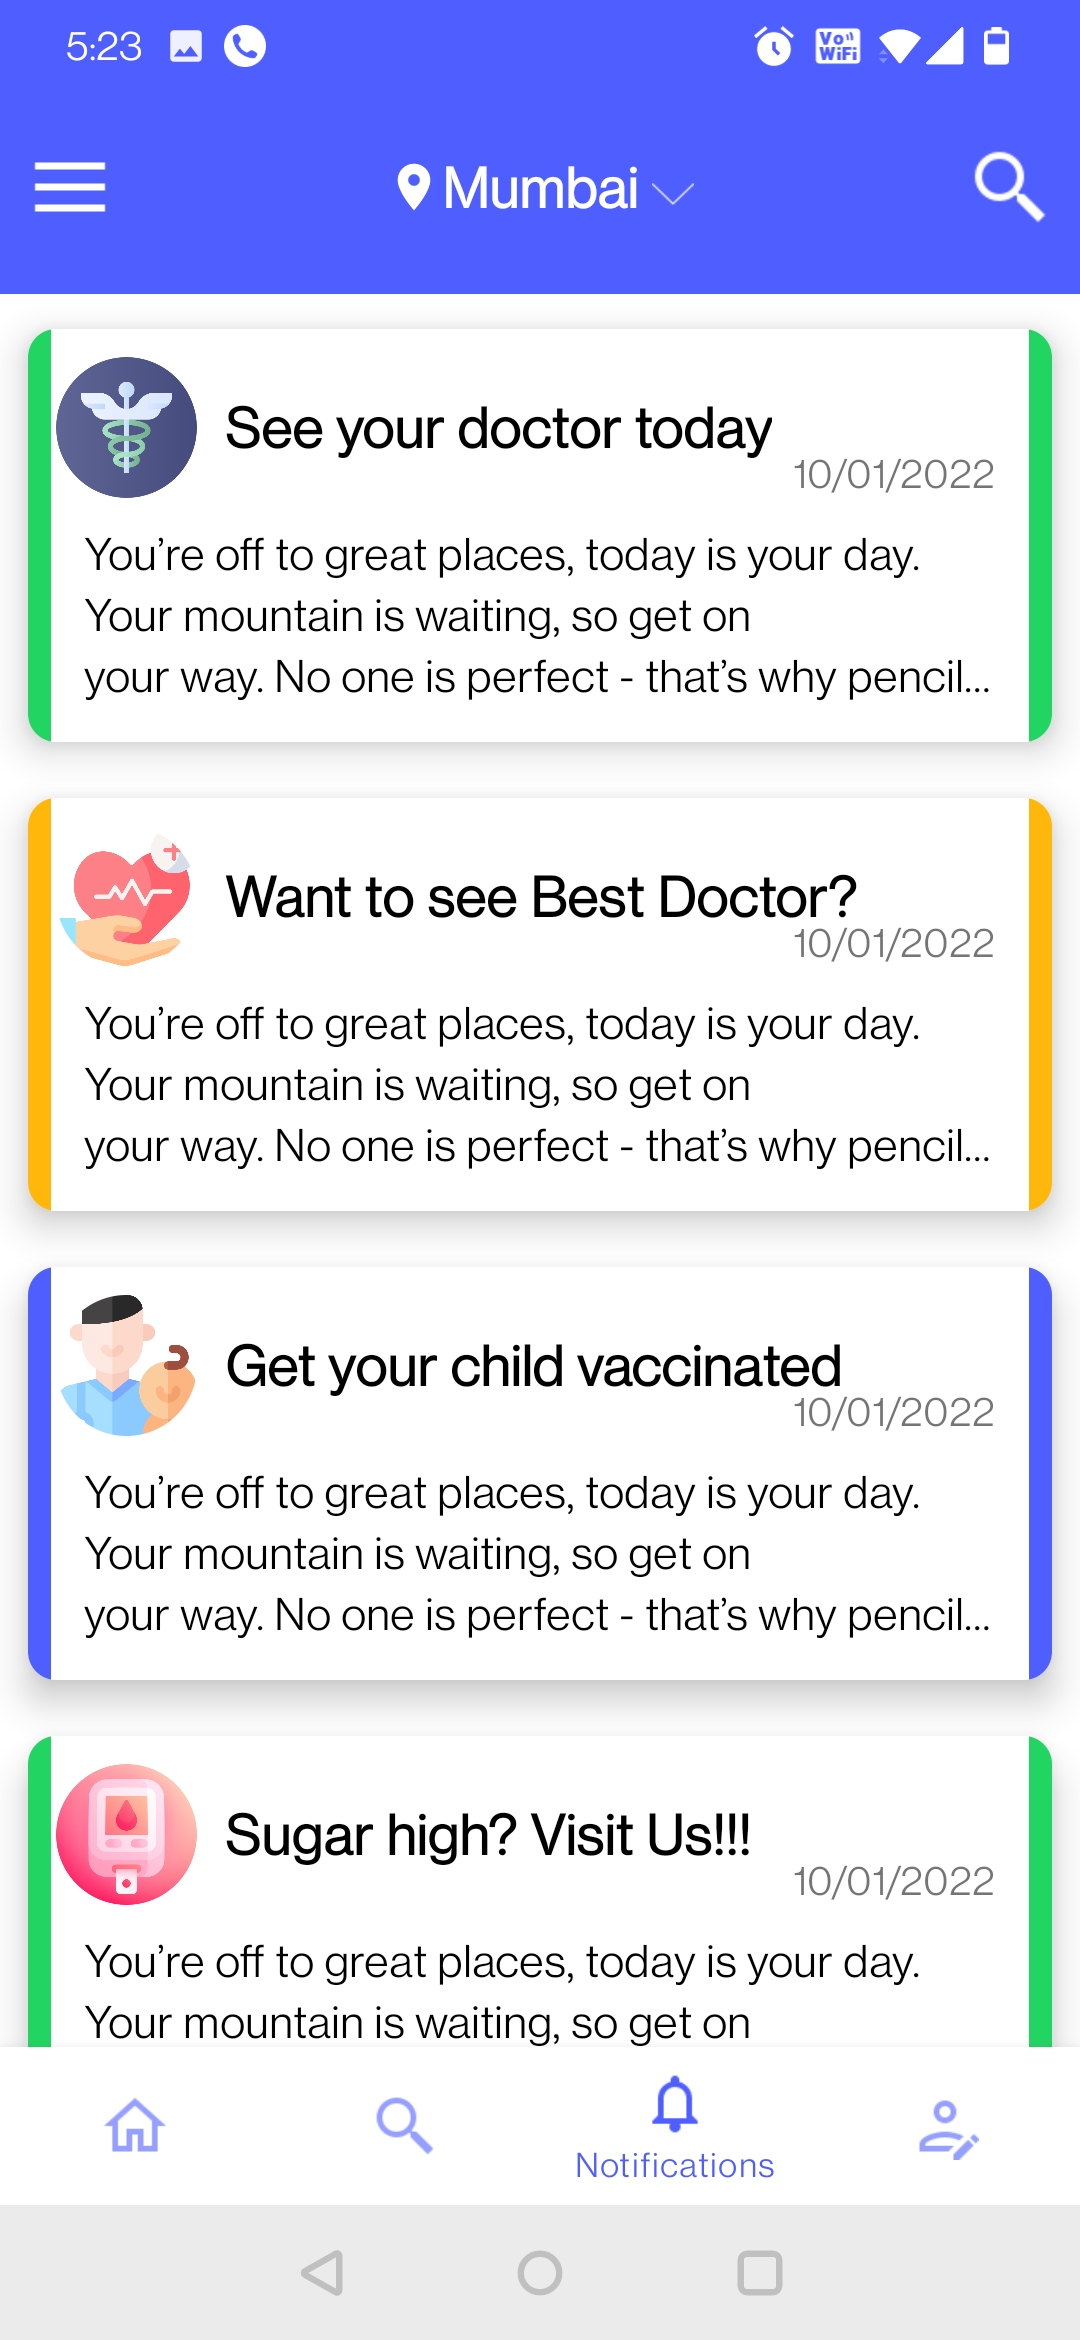 5:23
Vo
WiFi
Mumbai
See your doctor today
10/01/2022
You’re off to great places, today is your day.
Your mountain is waiting, so get on
your way. No one is perfect - that’s why pencil...
Want to see Best Doctor?
10/01/2022
You’re off to great places, today is your day.
Your mountain is waiting, so get on
your way. No one is perfect - that’s why pencil...
Get your child vaccinated
10/01/2022
You’re off to great places, today is your day.
Your mountain is waiting, so get on
your way. No one is perfect - that’s why pencil...
Sugar high? Visit Us!!!
10/01/2022
You’re off to great places, today is your day.
Your mountain is waiting, so get on
Notifications